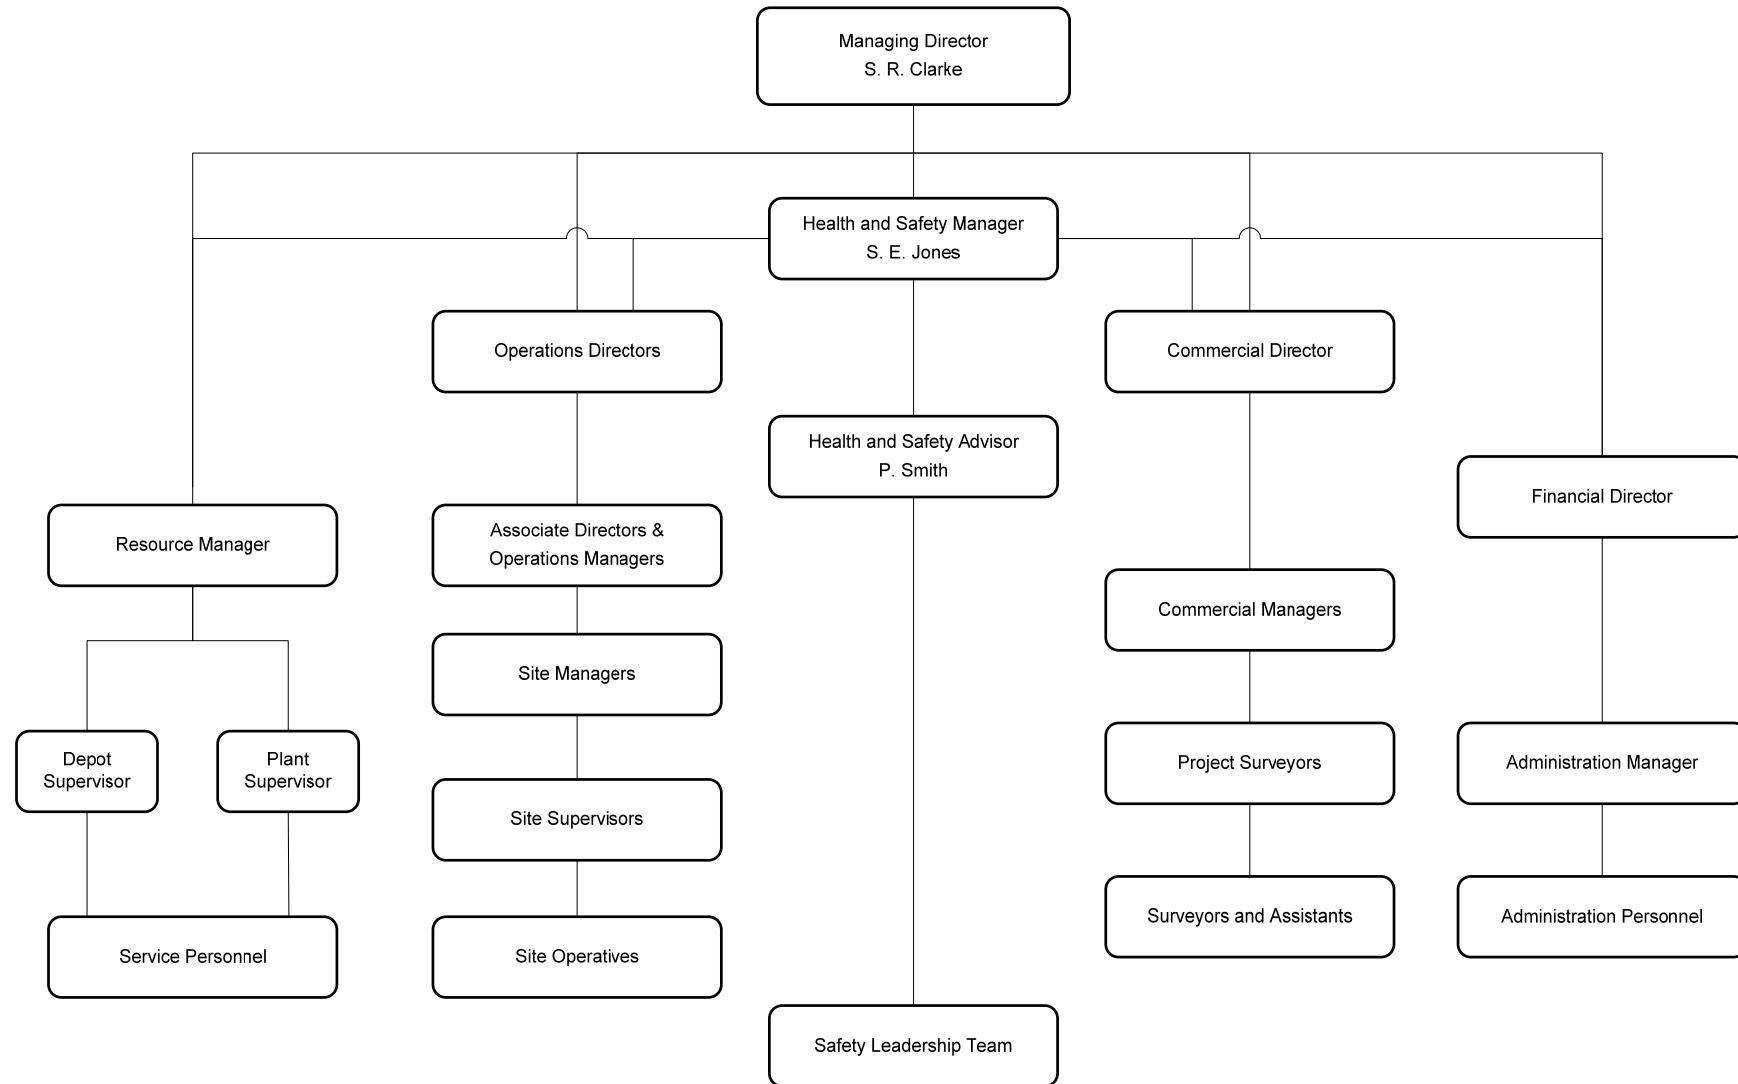 Managing Director
S. R. Clarke
Health and Safety Manager
S. E. Jones
Operations Directors
Commercial Director
Health and Safety Advisor
P. Smith
Financial Director
Resource Manager
Associate Directors &
Operations Managers
Commercial Managers
Site Managers
Depot
Supervisor
Plant
Supervisor
Project Surveyors
Administration Manager
Site Supervisors
Surveyors and Assistants
Administration Personnel
Service Personnel
Site Operatives
Safety Leadership Team